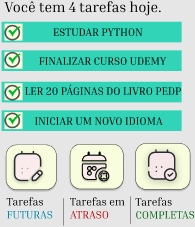 Você tem 4 tarefas hoje.
ESTUDAR PYTHON
FINALIZAR CURSO UDEMY
LER 20 PÁGINAS DO LIVRO PEDP
INICIAR UM NOVO IDIOMA
Tarefas FUTURAS
Tarefas em ATRASO
Tarefas COMPLETAS